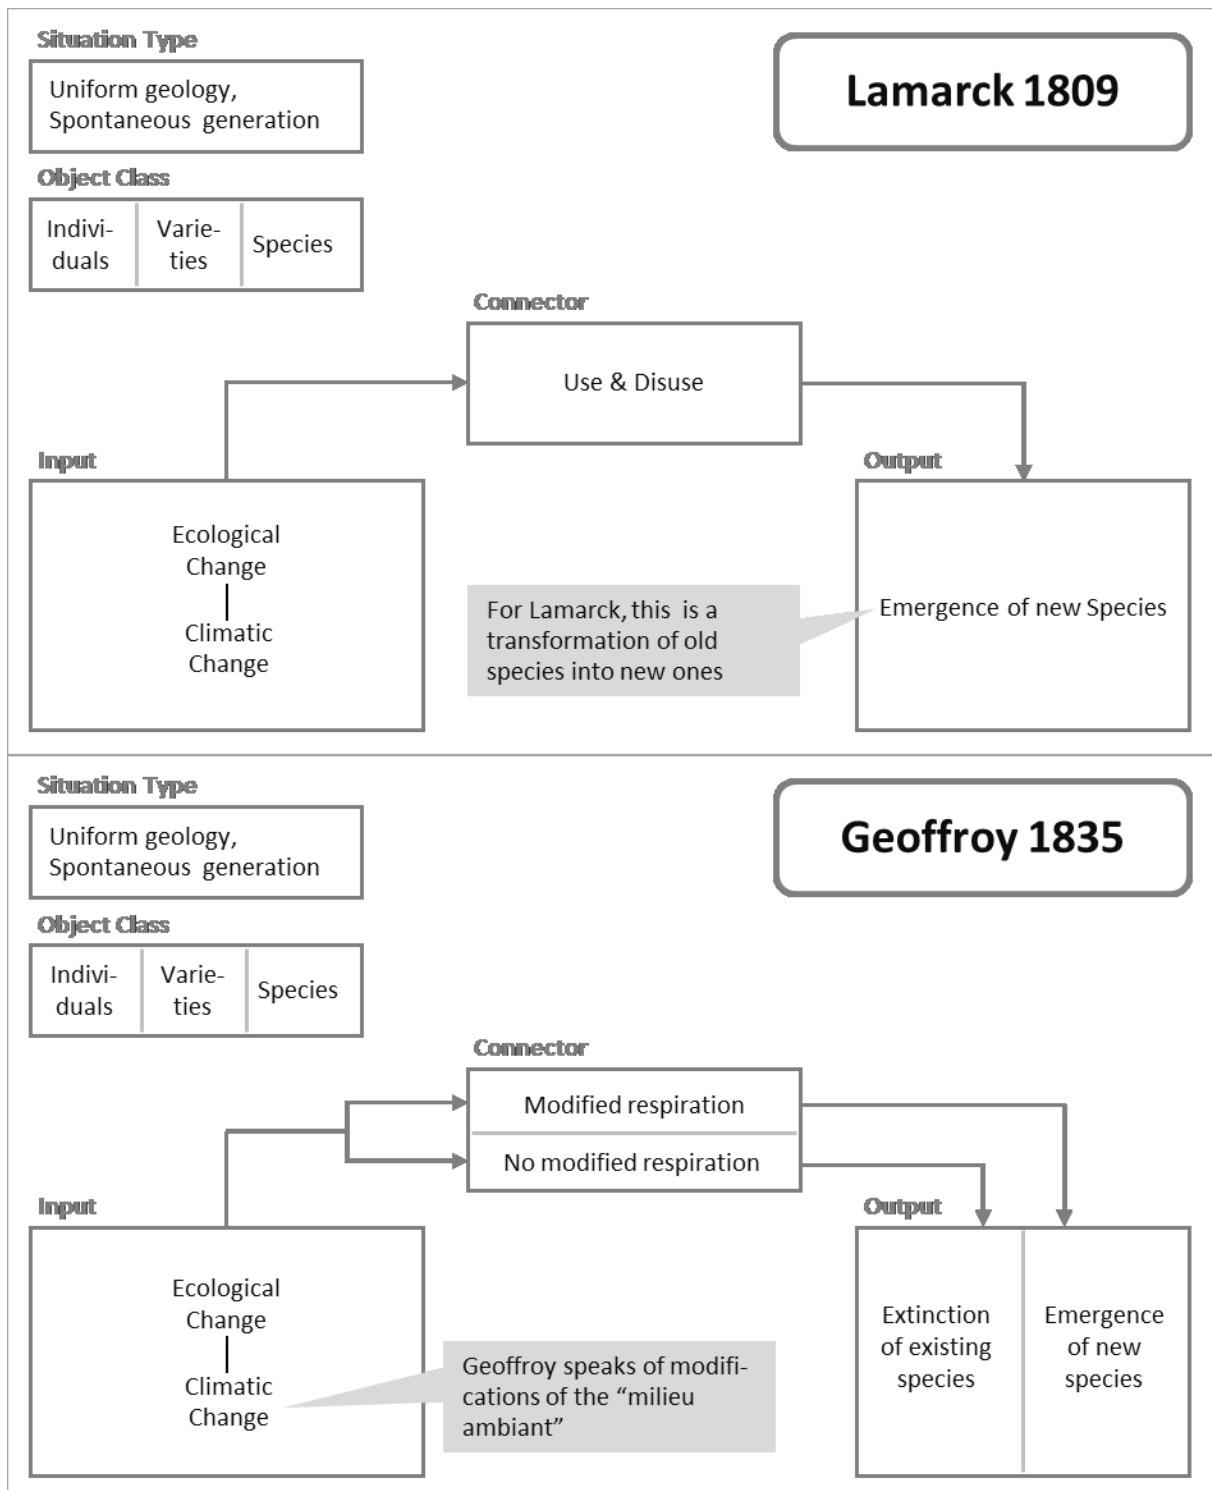 Situation Type
Uniform geology,
Spontaneous generation
Lamarck 1809
Object Class
Indivi-
duals
Varie-
ties
Species
Connector
Use & Disuse
Input
Ecological
Change
Climatic
Change
Output
For Lamarck, this is a
transformation of old
species into new ones
Emergence of new Species
Situation Type
Uniform geology,
Spontaneous generation
Geoffroy 1835
Object Class
Indivi-
duals
Varie-
ties
Species
Connector
Modified respiration
No modified respiration
Input
Ecological
Change
Climatic
Change
Geoffroy speaks of modifi-
cations of the “milieu
ambiant”
Output
Extinction
of existing
species
Emergence
of new
species